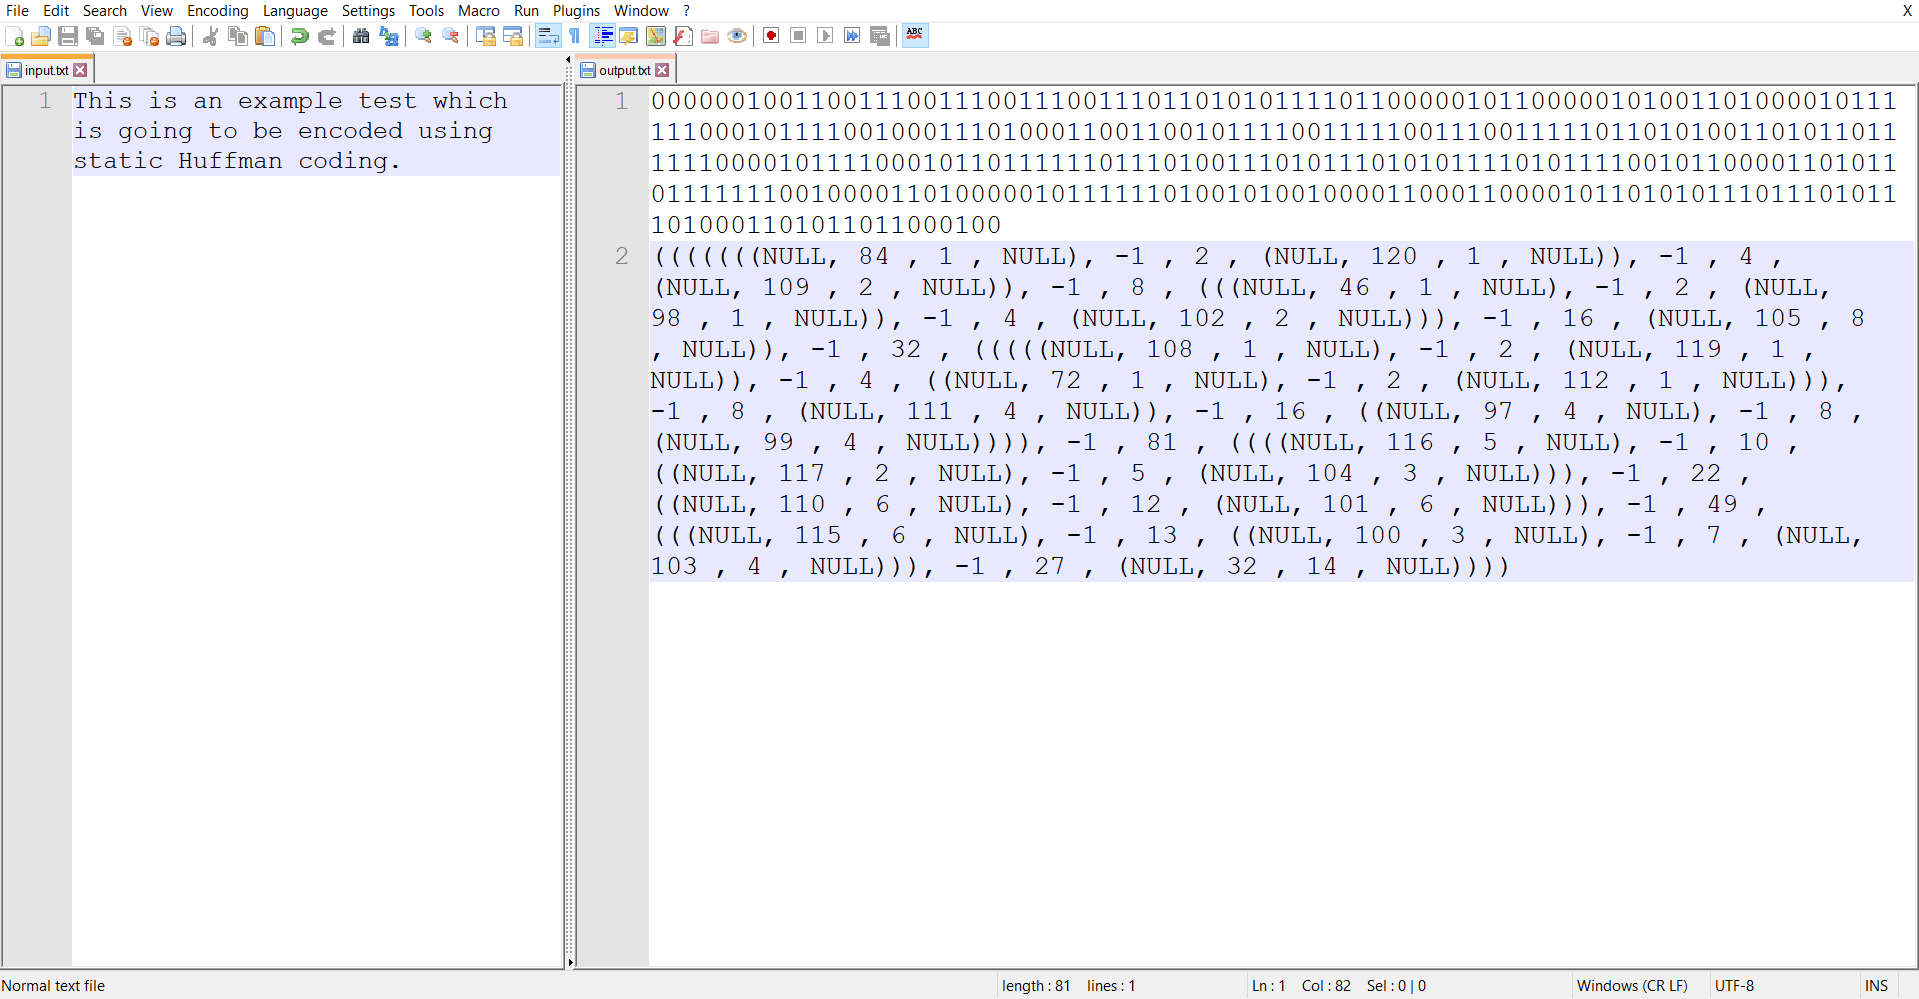 File Edit Search View Encoding Language Settings Tools Macro Run Plugins Window ? X
ABC
input.txt output.txt
1 This is an example test which
is going to be encoded using
static Huffman coding.
1 000000100110011100111001110011101101010111101100000101100000101001101000010111
111000101111001000111010001100110010111100111110011100111110110101001101011011
111100001011110001011011111101110100111010111010101111010111110010110000110101
011111110010000110100000101111110100101001000011000110000101101010111011101011
1010001101011011000100
2 (((((((NULL, 84 , 1 , NULL), -1 , 2 , (NULL, 120 , 1 , NULL)), -1 , 4 ,
(NULL, 109 , 2 , NULL)), -1 , 8 , (((NULL, 46 , 1 , NULL), -1 , 2 , (NULL,
98 , 1 , NULL)), -1 , 4 , (NULL, 102 , 2 , NULL))), -1 , 16 , (NULL, 105 , 8
, NULL)), -1 , 32 , (((((NULL, 108 , 1 , NULL), -1 , 2 , (NULL, 119 , 1 ,
NULL)), -1 , 4 , ((NULL, 72 , 1 , NULL), -1 , 2 , (NULL, 112 , 1 , NULL))),
-1 , 8 , (NULL, 111 , 4 , NULL)), -1 , 16 , ((NULL, 97 , 4 , NULL), -1 , 8 ,
(NULL, 99 , 4 , NULL)))), -1 , 81 , ((((NULL, 116 , 5 , NULL), -1 , 10 ,
((NULL, 117 , 2 , NULL), -1 , 5 , (NULL, 104 , 3 , NULL))), -1 , 22 ,
((NULL, 110 , 6 , NULL), -1 , 12 , (NULL, 101 , 6 , NULL))), -1 , 49 ,
(((NULL, 115 , 6 , NULL), -1 , 13 , ((NULL, 100 , 3 , NULL), -1 , 7 , (NULL,
103 , 4 , NULL))), -1 , 27 , (NULL, 32 , 14 , NULL))))
Normal text file length : 81 lines : 1 Ln : 1 Col : 82 Sel : 0 | 0 Windows (CR LF) UTF-8 INS